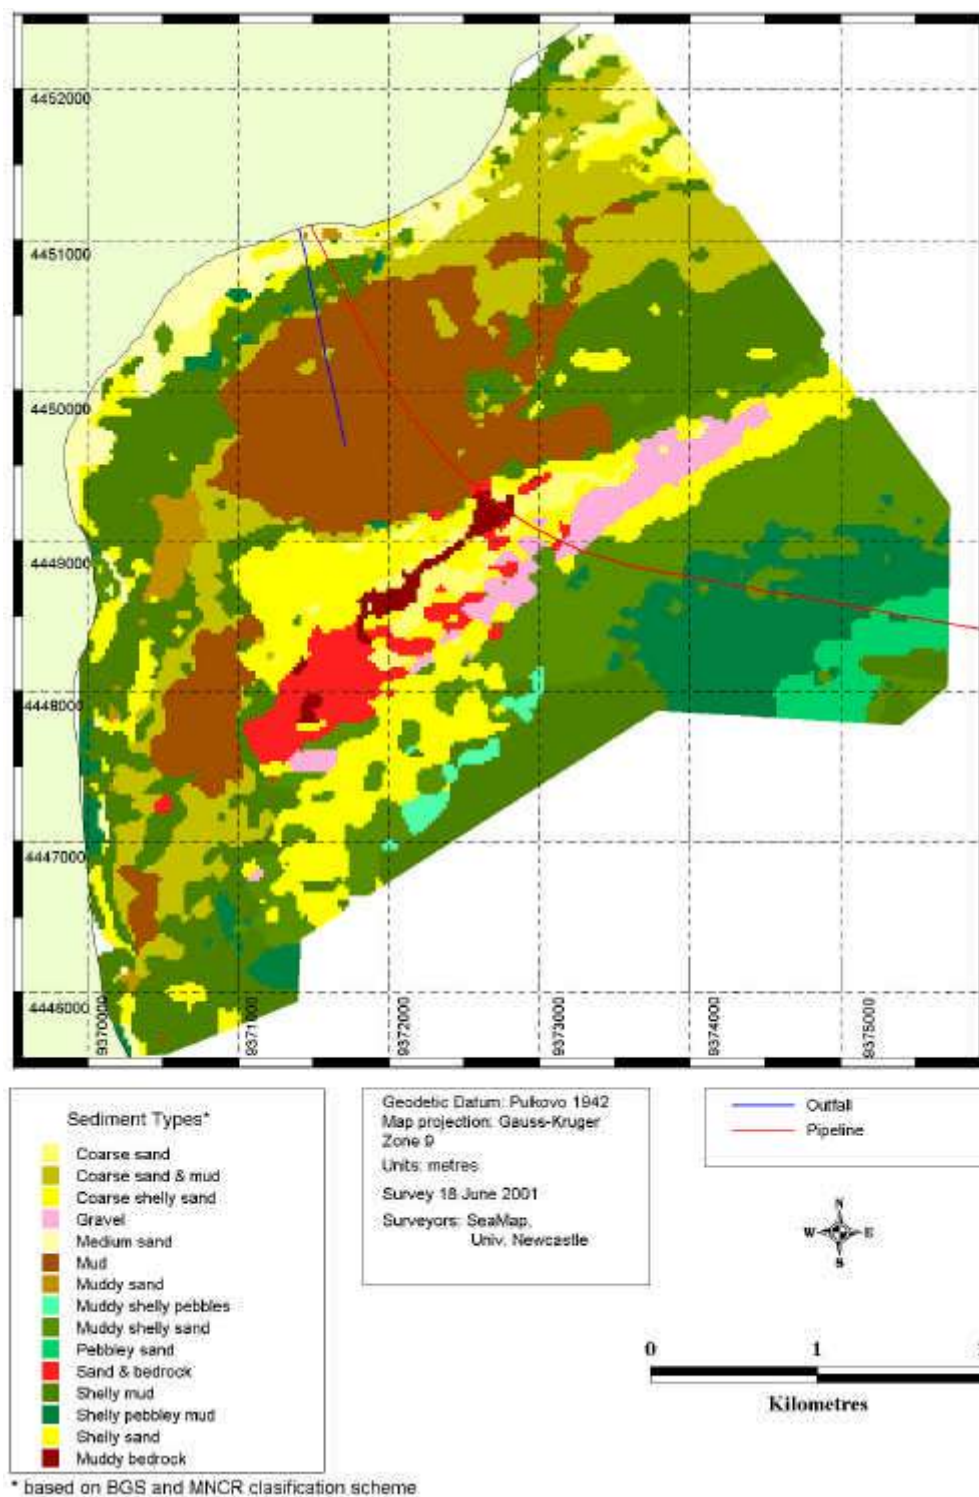 4452000
4451000
4450000
4449000
4448000
4447000
4446000
9370000
9371000
9372000
9373000
9374000
9375000
Sediment Types*
Coarse sand
Coarse sand & mud
Coarse shelly sand
Gravel
Medium sand
Mud
Muddy sand
Muddy shelly pebbles
Muddy shelly sand
Pebbley sand
Sand & bedrock
Shelly mud
Shelly pebbley mud
Shelly sand
Muddy bedrock
Geodetic Datum: Pulkovo 1942
Map projection: Gauss-Kruger
Zone 9
Units: metres
Survey 18 June 2001
Surveyors: SeaMap,
Univ. Newcastle
Outfall
Pipeline
N
W E
S
0 1
Kilometres
* based on BGS and MNCR clasification scheme